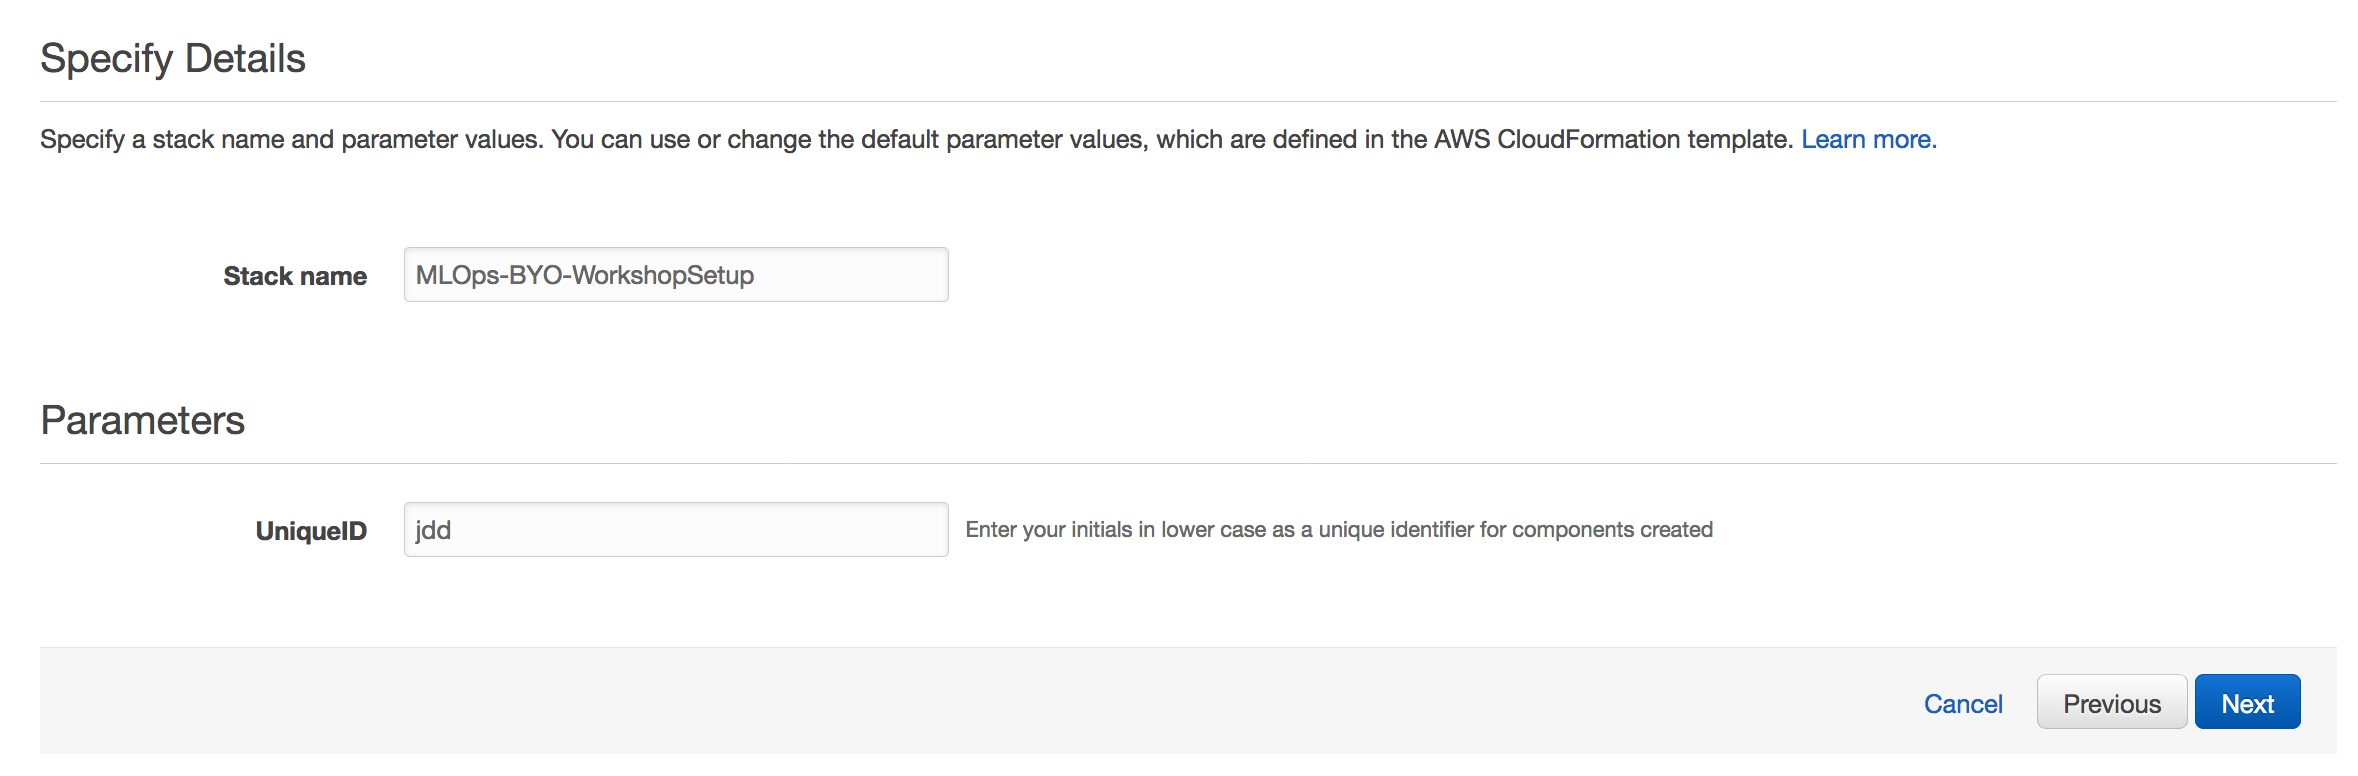 Specify Details
Specify a stack name and parameter values. You can use or change the default parameter values, which are defined in the AWS CloudFormation template. Learn more.
Stack name MLOps-BYO-WorkshopSetup
Parameters
UniqueID jdd Enter your initials in lower case as a unique identifier for components created
Cancel Previous Next